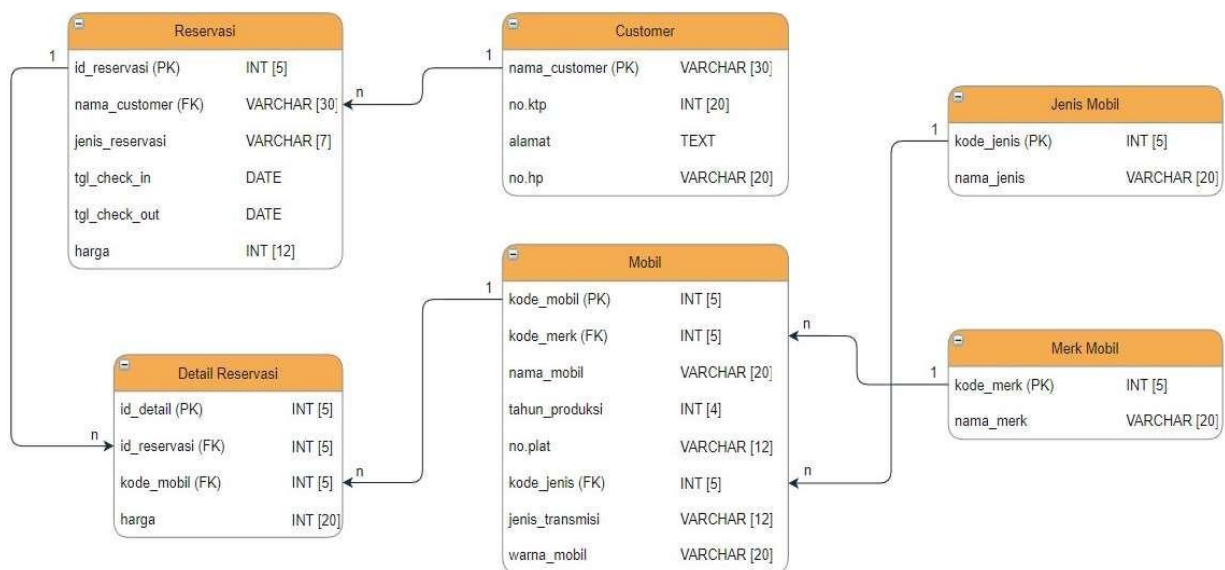 Reservasi
id_reservasi (PK) INT [5]
nama_customer (FK) VARCHAR [30]
jenis_reservasi VARCHAR [7]
tgl_check_in DATE
tgl_check_out DATE
harga INT [12]
Customer
nama_customer (PK) VARCHAR [30]
no.ktp INT [20]
alamat TEXT
no.hp VARCHAR [20]
Jenis Mobil
kode_jenis (PK) INT [5]
nama_jenis VARCHAR [20]
Mobil
kode_mobil (PK) INT [5]
kode_merk (FK) INT [5]
nama_mobil VARCHAR [20]
tahun_produksi INT [4]
no.plat VARCHAR [12]
kode_jenis (FK) INT [5]
jenis_transmisi VARCHAR [12]
warna_mobil VARCHAR [20]
Merk Mobil
kode_merk (PK) INT [5]
nama_merk VARCHAR [20]
Detail Reservasi
id_detail (PK) INT [5]
id_reservasi (FK) INT [5]
kode_mobil (FK) INT [5]
harga INT [20]
1
n
1
n
1
n
1
n
1
n